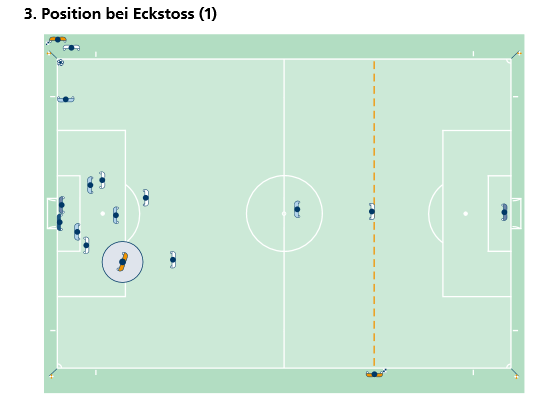 3. Position bei Eckstoss (1)